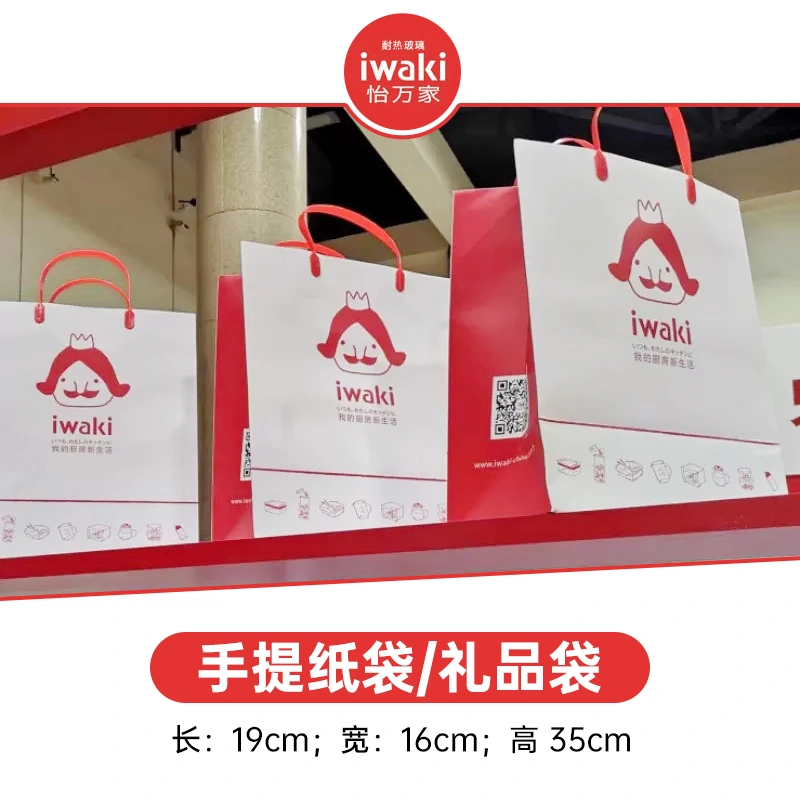 耐热玻璃
iwaki
怡万家
iwaki
いつも、わたしのキッチンに
我的厨房新生活
iwaki
いつも、わたしのキッチンに
我的厨房新生活
iwaki
いつも、わたしのキッチンに
我的厨房新生活
手提纸袋/礼品袋
长：19cm；宽：16cm；高 35cm